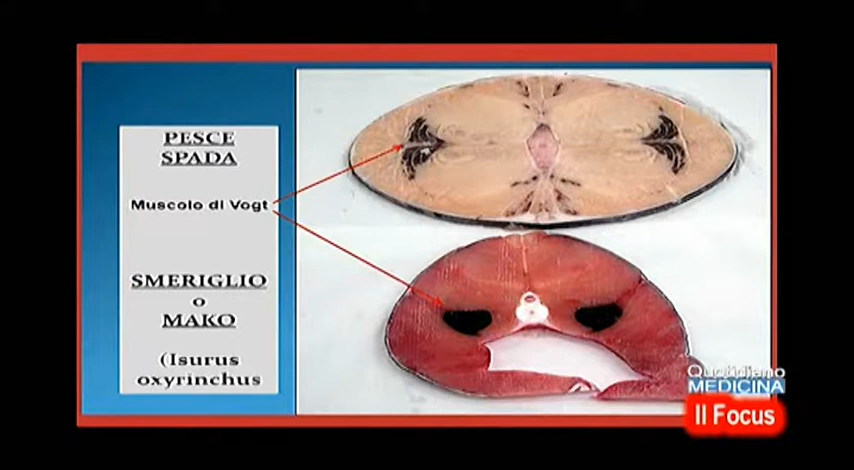 PESCE
SPADA
Muscolo di Vogt
SMERIGLIO
o
MAKO
(Isurus
oxyrinchus
Quotidiano
MEDICINA
Il Focus